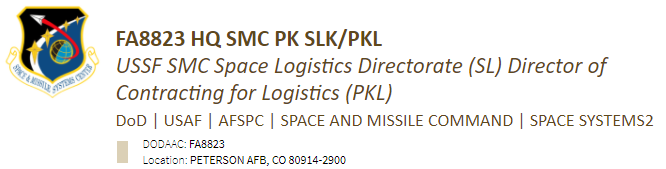 FA8823 HQ SMC PK SLK/PKL
USSF SMC Space Logistics Directorate (SL) Director of
Contracting for Logistics (PKL)
DoD | USAF | AFSPC | SPACE AND MISSILE COMMAND | SPACE SYSTEMS2
DODAAC: FA8823
Location: PETERSON AFB, CO 80914-2900
SPACE & MISSILE SYSTEMS CENTER